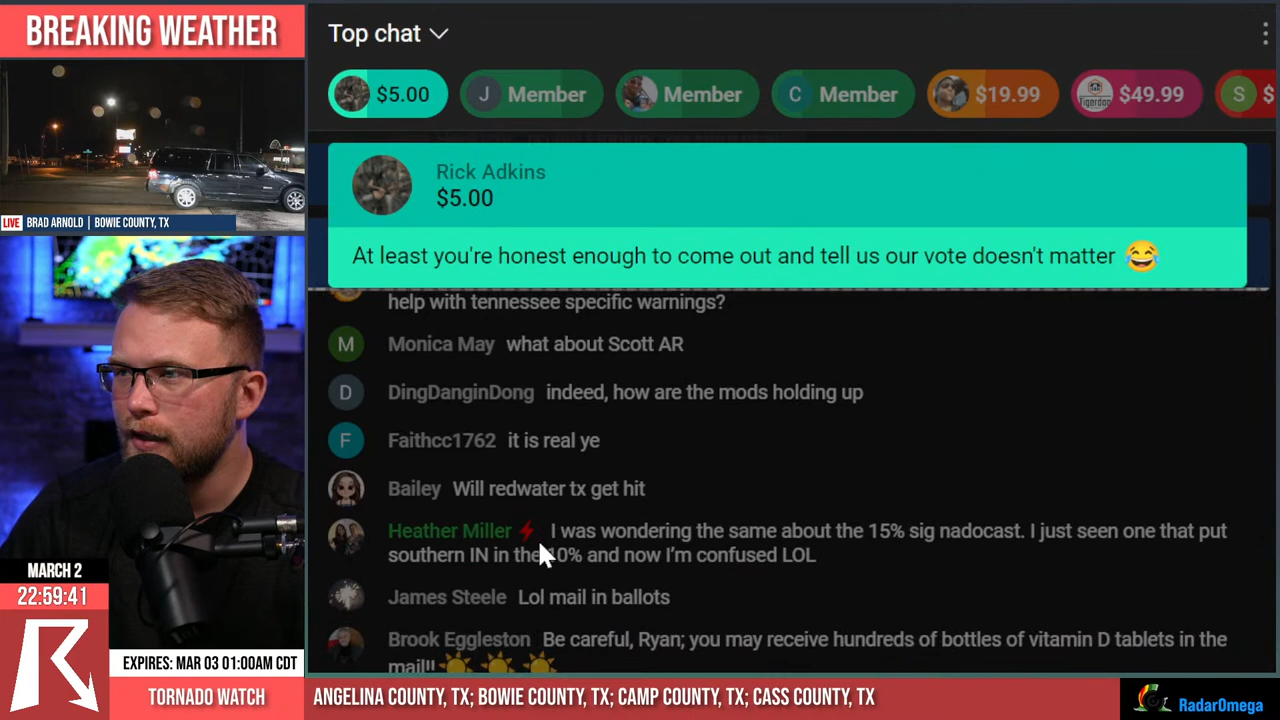 BREAKING WEATHER
LIVE BRAD ARNOLD | BOWIE COUNTY, TX
Top chat
$5.00
J Member
Member
C Member
$19.99
Tigerdog $49.99
S $
Rick Adkins
$5.00
At least you're honest enough to come out and tell us our vote doesn't matter 😂
help with tennessee specific warnings?
M Monica May what about Scott AR
D DingDanginDong indeed, how are the mods holding up
F Faithcc1762 it is real ye
Bailey Will redwater tx get hit
Heather Miller I was wondering the same about the 15% sig nadocast. I just seen one that put
southern IN in the 10% and now I'm confused LOL
James Steele Lol mail in ballots
Brook Eggleston Be careful, Ryan; you may receive hundreds of bottles of vitamin D tablets in the
mail!! ☀️ ☀️ ☀️
MARCH 2
22:59:41
EXPIRES: MAR 03 01:00AM CDT
TORNADO WATCH
ANGELINA COUNTY, TX; BOWIE COUNTY, TX; CAMP COUNTY, TX; CASS COUNTY, TX
RadarOmega